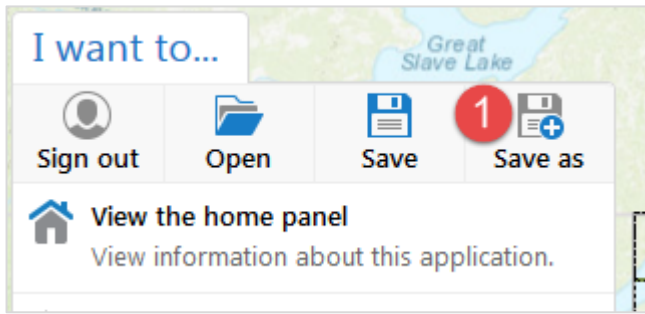 I want to...
Great
Slave Lake
1
Sign out Open Save Save as
View the home panel
View information about this application.